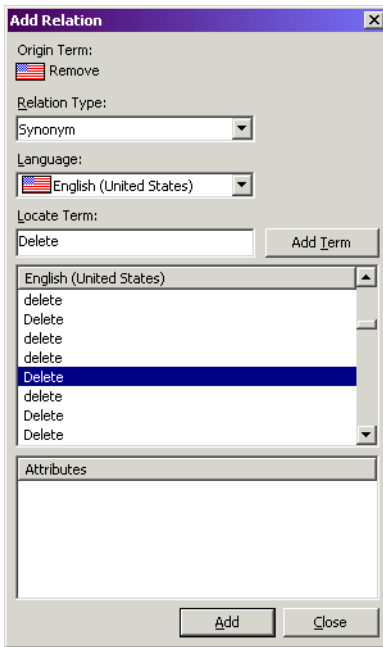 Add Relation
Origin Term:
Remove
Relation Type:
Synonym
Language:
English (United States)
Locate Term:
Delete
Add Term
English (United States)
delete
Delete
delete
delete
Delete
delete
Delete
Delete
Attributes
Add
Close